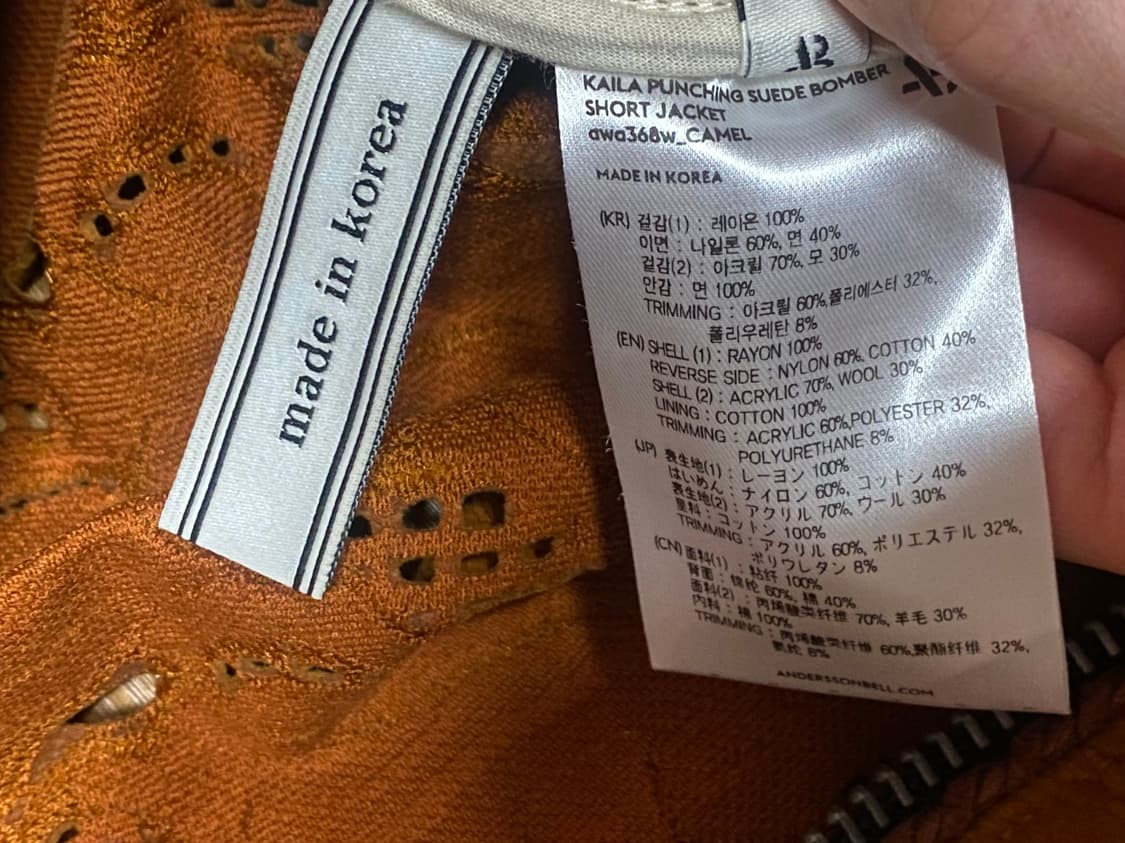 made in korea
KAILA PUNCHING SUEDE BOMBER
SHORT JACKET
awa368w_CAMEL
MADE IN KOREA
(KR) 겉감(1) : 레이온 100%
이면 : 나일론 60%, 면 40%
겉감(2) : 아크릴 70%, 모 30%
안감 : 면 100%
TRIMMING : 아크릴 60%,폴리에스터 32%,
폴리우레탄 8%
(EN) SHELL (1) : RAYON 100%
REVERSE SIDE : NYLON 60%, COTTON 40%
SHELL (2) : ACRYLIC 70%, WOOL 30%
LINING : COTTON 100%
TRIMMING : ACRYLIC 60%,POLYESTER 32%,
POLYURETHANE 8%
(JP) 表生地(1) : レーヨン 100%
はいめん : ナイロン 60%, コットン 40%
表生地(2) : アクリル 70%, ウール 30%
里料 : コットン 100%
TRIMMING : アクリル 60%, ポリエステル 32%,
ポリウレタン 8%
(CN) 面料(1) : 粘纤 100%
背面 : 锦纶 60%, 棉 40%
面料(2) : 丙烯酸类纤维 70%, 羊毛 30%
内料 : 棉 100%
TRIMMING : 丙烯酸类纤维 60%,聚酯纤维 32%,
氨纶 8%
ANDERSSONBELL.COM